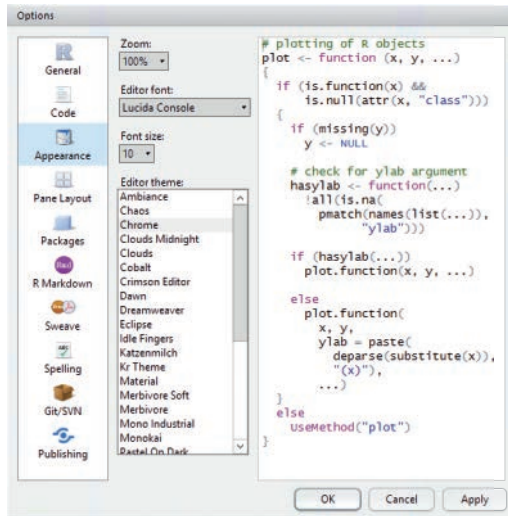 Options
General
Code
Appearance
Pane Layout
Packages
Rmd
R Markdown
Sweave
ABC
Spelling
Git/SVN
Publishing
Zoom:
100%
Editor font:
Lucida Console
Font size:
10
Editor theme:
Ambiance
Chaos
Chrome
Clouds Midnight
Clouds
Cobalt
Crimson Editor
Dawn
Dreamweaver
Eclipse
Idle Fingers
Katzenmilch
Kr Theme
Material
Merbivore Soft
Merbivore
Mono Industrial
Monokai
Pastel On Dark
# plotting of R objects
plot <- function (x, y, ...)
{
  if (is.function(x) &&
      is.null(attr(x, "class")))
  {
    if (missing(y))
      y <- NULL

    # check for ylab argument
    hasylab <- function(...)
      !all(is.na(
        pmatch(names(list(...)),
              "ylab")))

    if (hasylab(...))
      plot.function(x, y, ...)

    else
      plot.function(
        x, y,
        ylab = paste(
          deparse(substitute(x)),
          "(x)"),
        ...)
  }
  else
    UseMethod("plot")
}
OK
Cancel
Apply